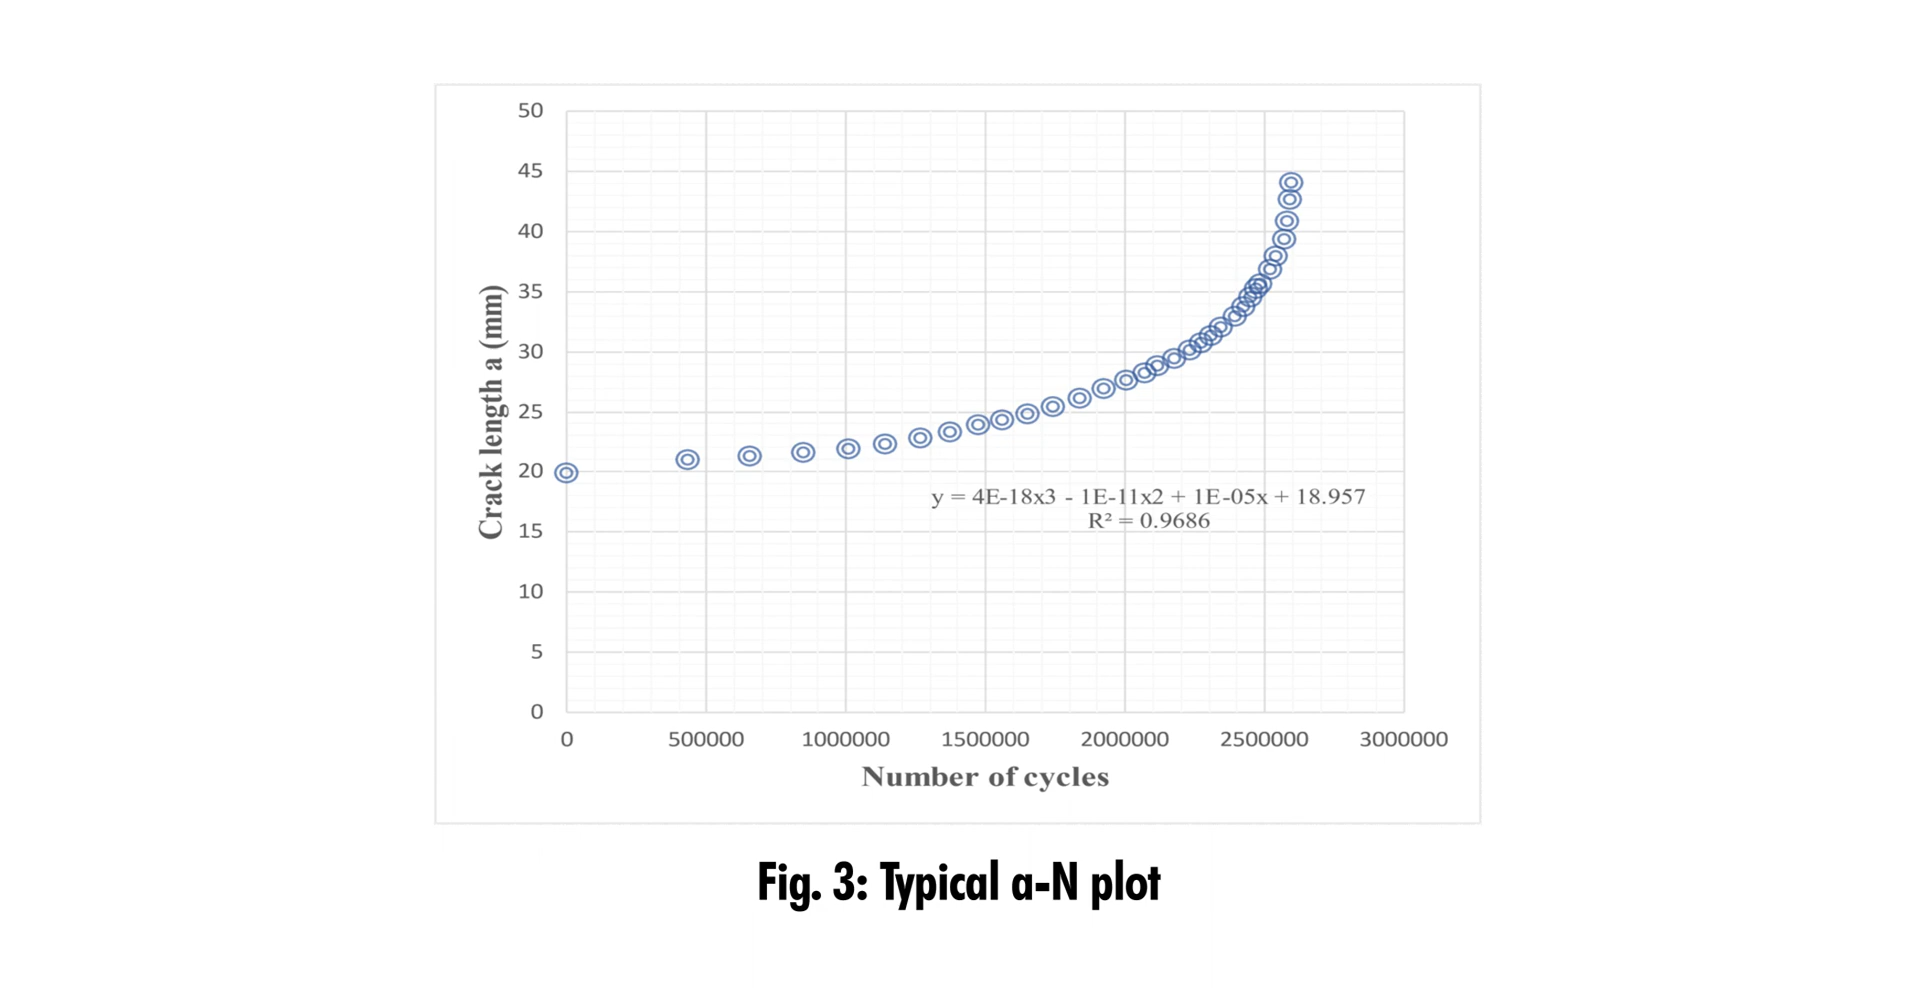 50
45
40
35
30
25
20
15
10
5
0
Crack length a (mm)
y = 4E-18x3 - 1E-11x2 + 1E-05x + 18.957
R² = 0.9686
0 500000 1000000 1500000 2000000 2500000 3000000
Number of cycles
Fig. 3: Typical a-N plot